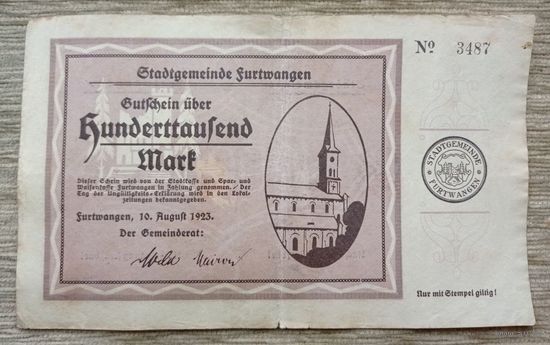 Stadtgemeinde Furtwangen
Nº 3487
Gutschein über
Hunderttausend
Mark
Dieser Schein wird von der Stadtkasse und Spar- und
Waisenkasse Furtwangen in Zahlung genommen. / Der
Tag der Ungültigkeits-Erklärung wird in den Lokal-
zeitungen bekanntgegeben.
Furtwangen, 10. August 1923.
Der Gemeinderat:
STADTGEMEINDE
FURTWANGEN
Nur mit Stempel giltig!